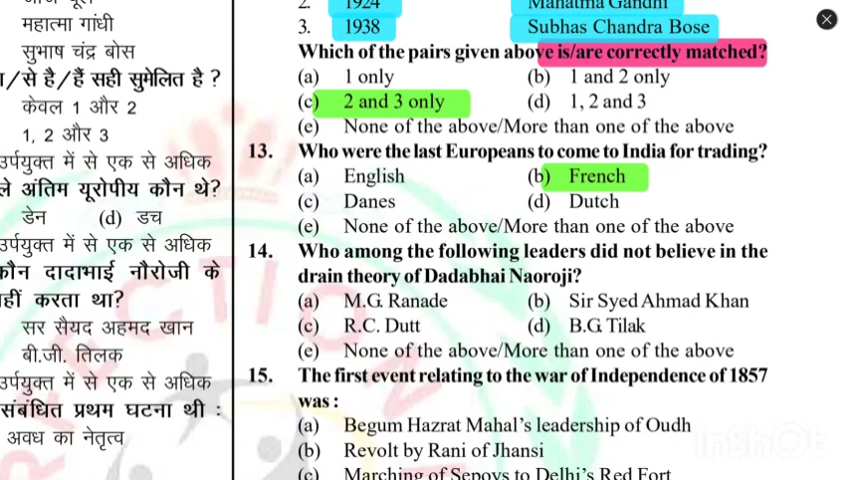 महात्मा गांधी
सुभाष चंद्र बोस
/से है/हैं सही सुमेलित है ?
केवल 1 और 2
1, 2 और 3
उर्पयुक्त में से एक से अधिक
ले अंतिम यूरोपीय कौन थे?
डेन (d) डच
उर्पयुक्त में से एक से अधिक
कौन दादाभाई नौरोजी के
हीं करता था?
सर सैयद अहमद खान
बी.जी. तिलक
उर्पयुक्त में से एक से अधिक
संबंधित प्रथम घटना थी :
अवध का नेतृत्व
2. 1924 Mahatma Gandhi
3. 1938 Subhas Chandra Bose
Which of the pairs given above is/are correctly matched?
(a) 1 only (b) 1 and 2 only
(c) 2 and 3 only (d) 1, 2 and 3
(e) None of the above/More than one of the above
13. Who were the last Europeans to come to India for trading?
(a) English (b) French
(c) Danes (d) Dutch
(e) None of the above/More than one of the above
14. Who among the following leaders did not believe in the
drain theory of Dadabhai Naoroji?
(a) M.G. Ranade (b) Sir Syed Ahmad Khan
(c) R.C. Dutt (d) B.G. Tilak
(e) None of the above/More than one of the above
15. The first event relating to the war of Independence of 1857
was :
(a) Begum Hazrat Mahal's leadership of Oudh
(b) Revolt by Rani of Jhansi
(c) Marching of Sepoys to Delhi's Red Fort
InShOt